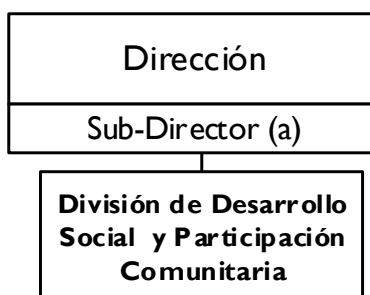 Dirección
Sub-Director (a)
División de Desarrollo
Social y Participación
Comunitaria